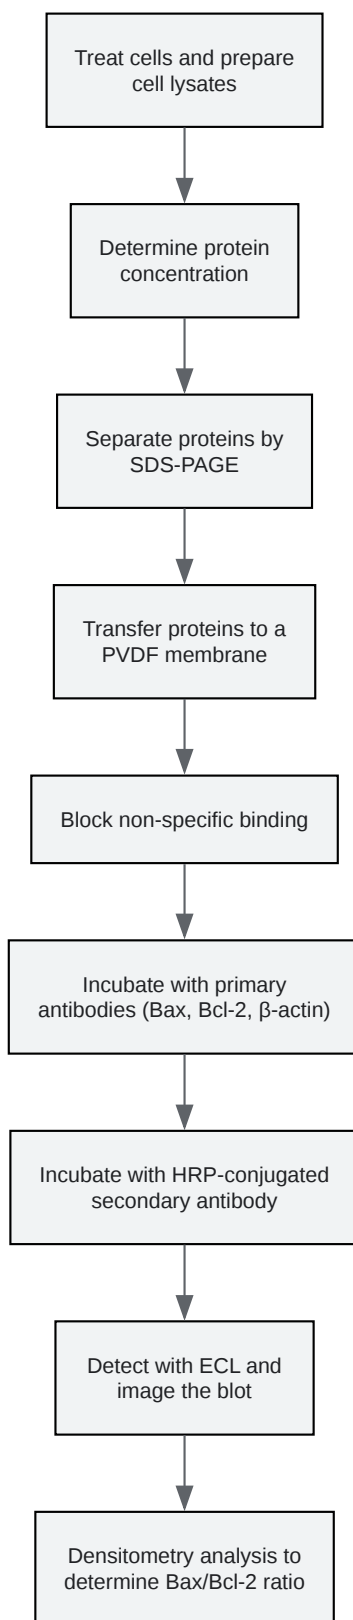 Treat cells and prepare
cell lysates
Determine protein
concentration
Separate proteins by
SDS-PAGE
Transfer proteins to a
PVDF membrane
Block non-specific binding
Incubate with primary
antibodies (Bax, Bcl-2, β-actin)
Incubate with HRP-conjugated
secondary antibody
Detect with ECL and
image the blot
Densitometry analysis to
determine Bax/Bcl-2 ratio